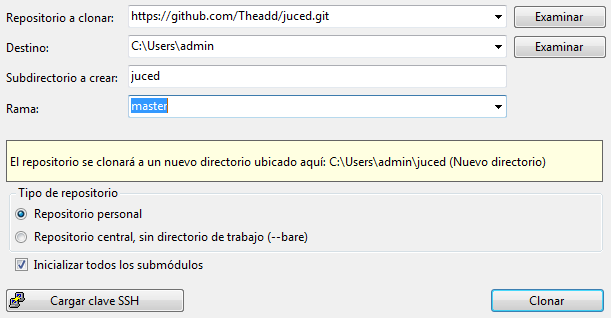 Repositorio a clonar: https://github.com/Theadd/juced.git Examinar
Destino: C:\Users\admin Examinar
Subdirectorio a crear: juced
Rama: master
El repositorio se clonará a un nuevo directorio ubicado aquí: C:\Users\admin\juced (Nuevo directorio)
Tipo de repositorio
Repositorio personal
Repositorio central, sin directorio de trabajo (--bare)
Inicializar todos los submódulos
Cargar clave SSH Clonar